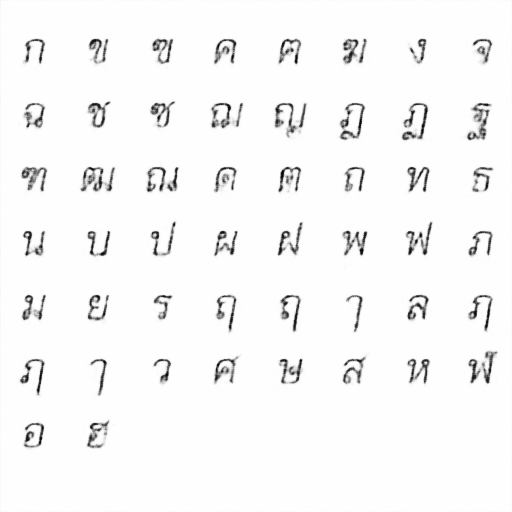 ก ข ฃ ค ฅ ฆ ง จ
ฉ ช ซ ฌ ญ ฎ ฏ ฐ
ฑ ฒ ณ ด ต ถ ท ธ
น บ ป ผ ฝ พ ฟ ภ
ม ย ร ฤ ฤ ๅ ล ฦ
ฦ ๅ ว ศ ษ ส ห ฬ
อ ฮ